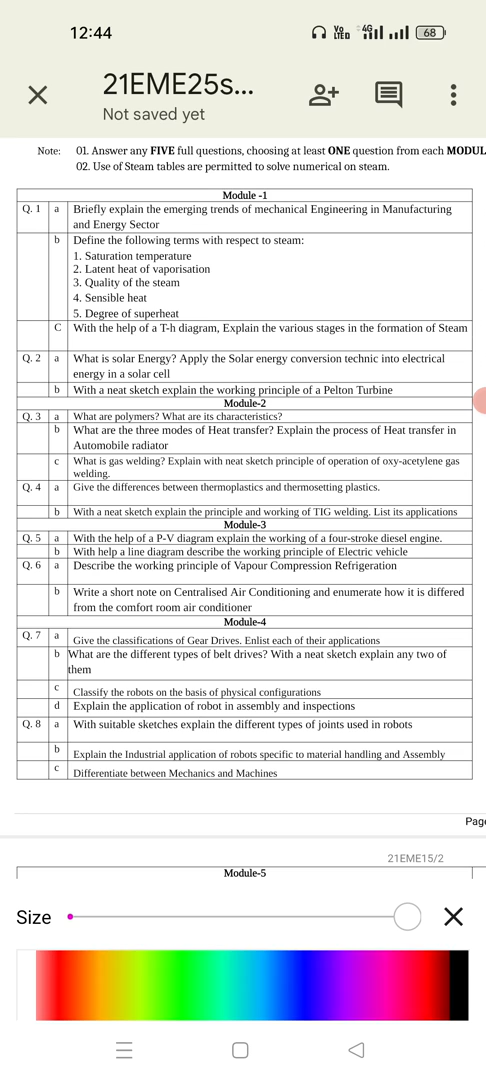 12:44
Vo LTED 4G 68
21EME25s...
Not saved yet
Note: 01. Answer any FIVE full questions, choosing at least ONE question from each MODUL
02. Use of Steam tables are permitted to solve numerical on steam.
Module -1
Q. 1 a Briefly explain the emerging trends of mechanical Engineering in Manufacturing
and Energy Sector
b Define the following terms with respect to steam:
1. Saturation temperature
2. Latent heat of vaporisation
3. Quality of the steam
4. Sensible heat
5. Degree of superheat
C With the help of a T-h diagram, Explain the various stages in the formation of Steam
Q. 2 a What is solar Energy? Apply the Solar energy conversion technic into electrical
energy in a solar cell
b With a neat sketch explain the working principle of a Pelton Turbine
Module-2
Q. 3 a What are polymers? What are its characteristics?
b What are the three modes of Heat transfer? Explain the process of Heat transfer in
Automobile radiator
c What is gas welding? Explain with neat sketch principle of operation of oxy-acetylene gas
welding.
Q. 4 a Give the differences between thermoplastics and thermosetting plastics.
b With a neat sketch explain the principle and working of TIG welding. List its applications
Module-3
Q. 5 a With the help of a P-V diagram explain the working of a four-stroke diesel engine.
b With help a line diagram describe the working principle of Electric vehicle
Q. 6 a Describe the working principle of Vapour Compression Refrigeration
b Write a short note on Centralised Air Conditioning and enumerate how it is differed
from the comfort room air conditioner
Module-4
Q. 7 a Give the classifications of Gear Drives. Enlist each of their applications
b What are the different types of belt drives? With a neat sketch explain any two of
them
c Classify the robots on the basis of physical configurations
d Explain the application of robot in assembly and inspections
Q. 8 a With suitable sketches explain the different types of joints used in robots
b Explain the Industrial application of robots specific to material handling and Assembly
c Differentiate between Mechanics and Machines
Page
21EME15/2
Module-5
Size